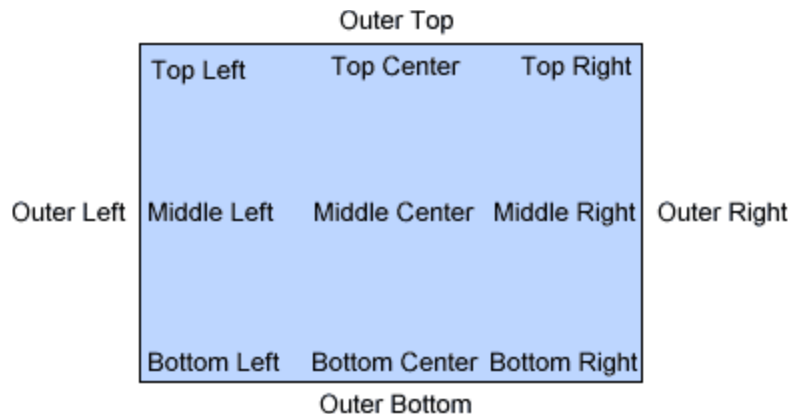 Outer Top
Top Left Top Center Top Right
Outer Left Middle Left Middle Center Middle Right Outer Right
Bottom Left Bottom Center Bottom Right
Outer Bottom